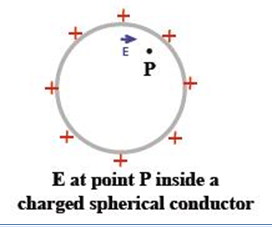 E
P
E at point P inside a
charged spherical conductor